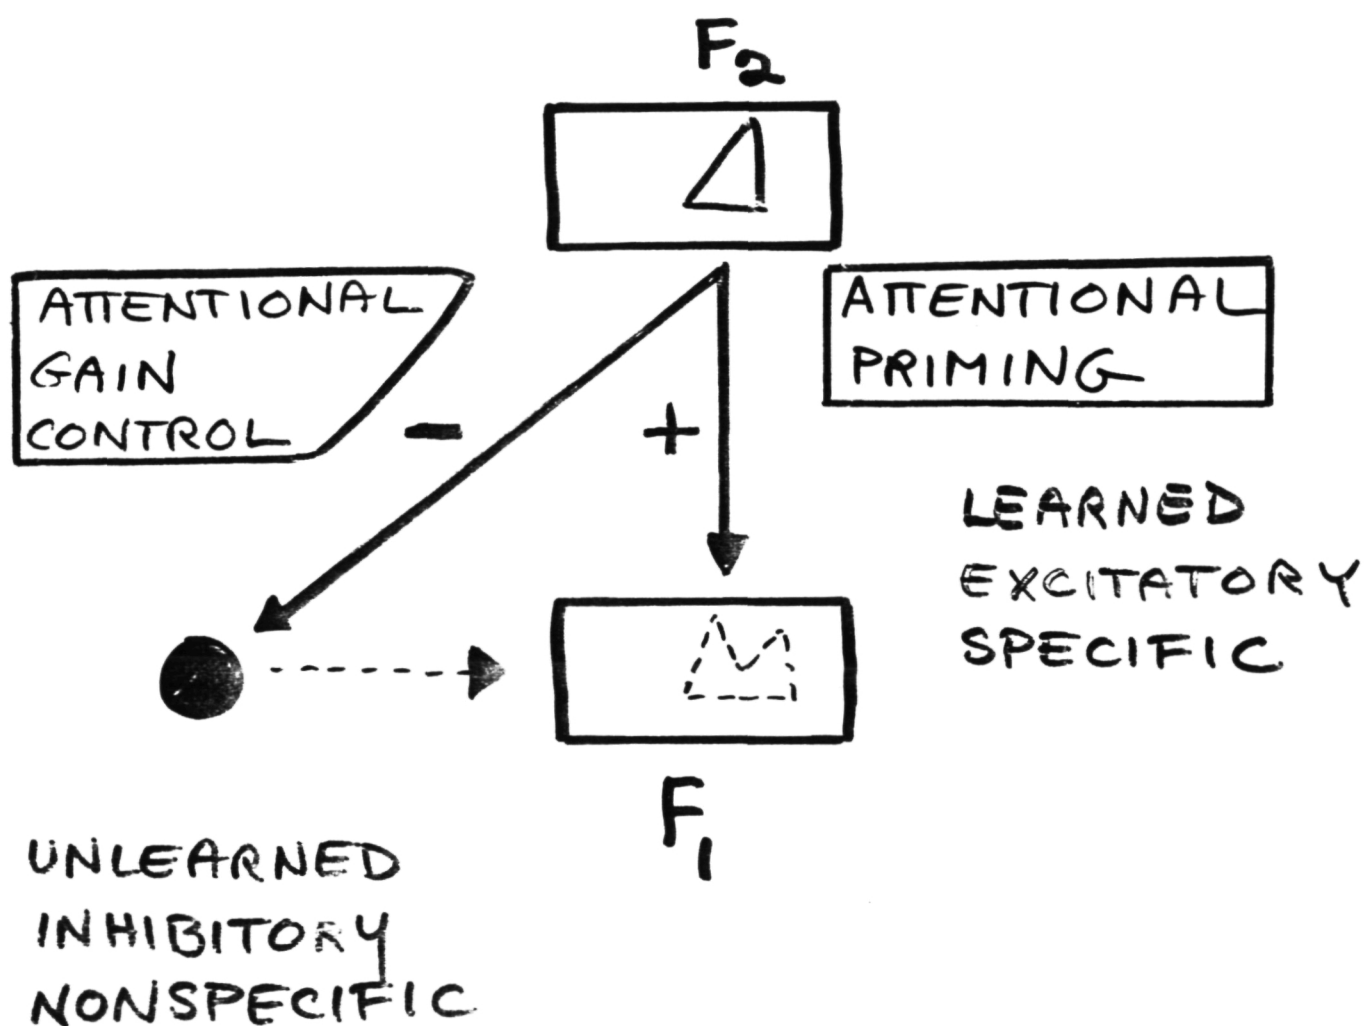 F2
ATTENTIONAL
GAIN
CONTROL
ATTENTIONAL
PRIMING
-
+
LEARNED
EXCITATORY
SPECIFIC
F1
UNLEARNED
INHIBITORY
NONSPECIFIC